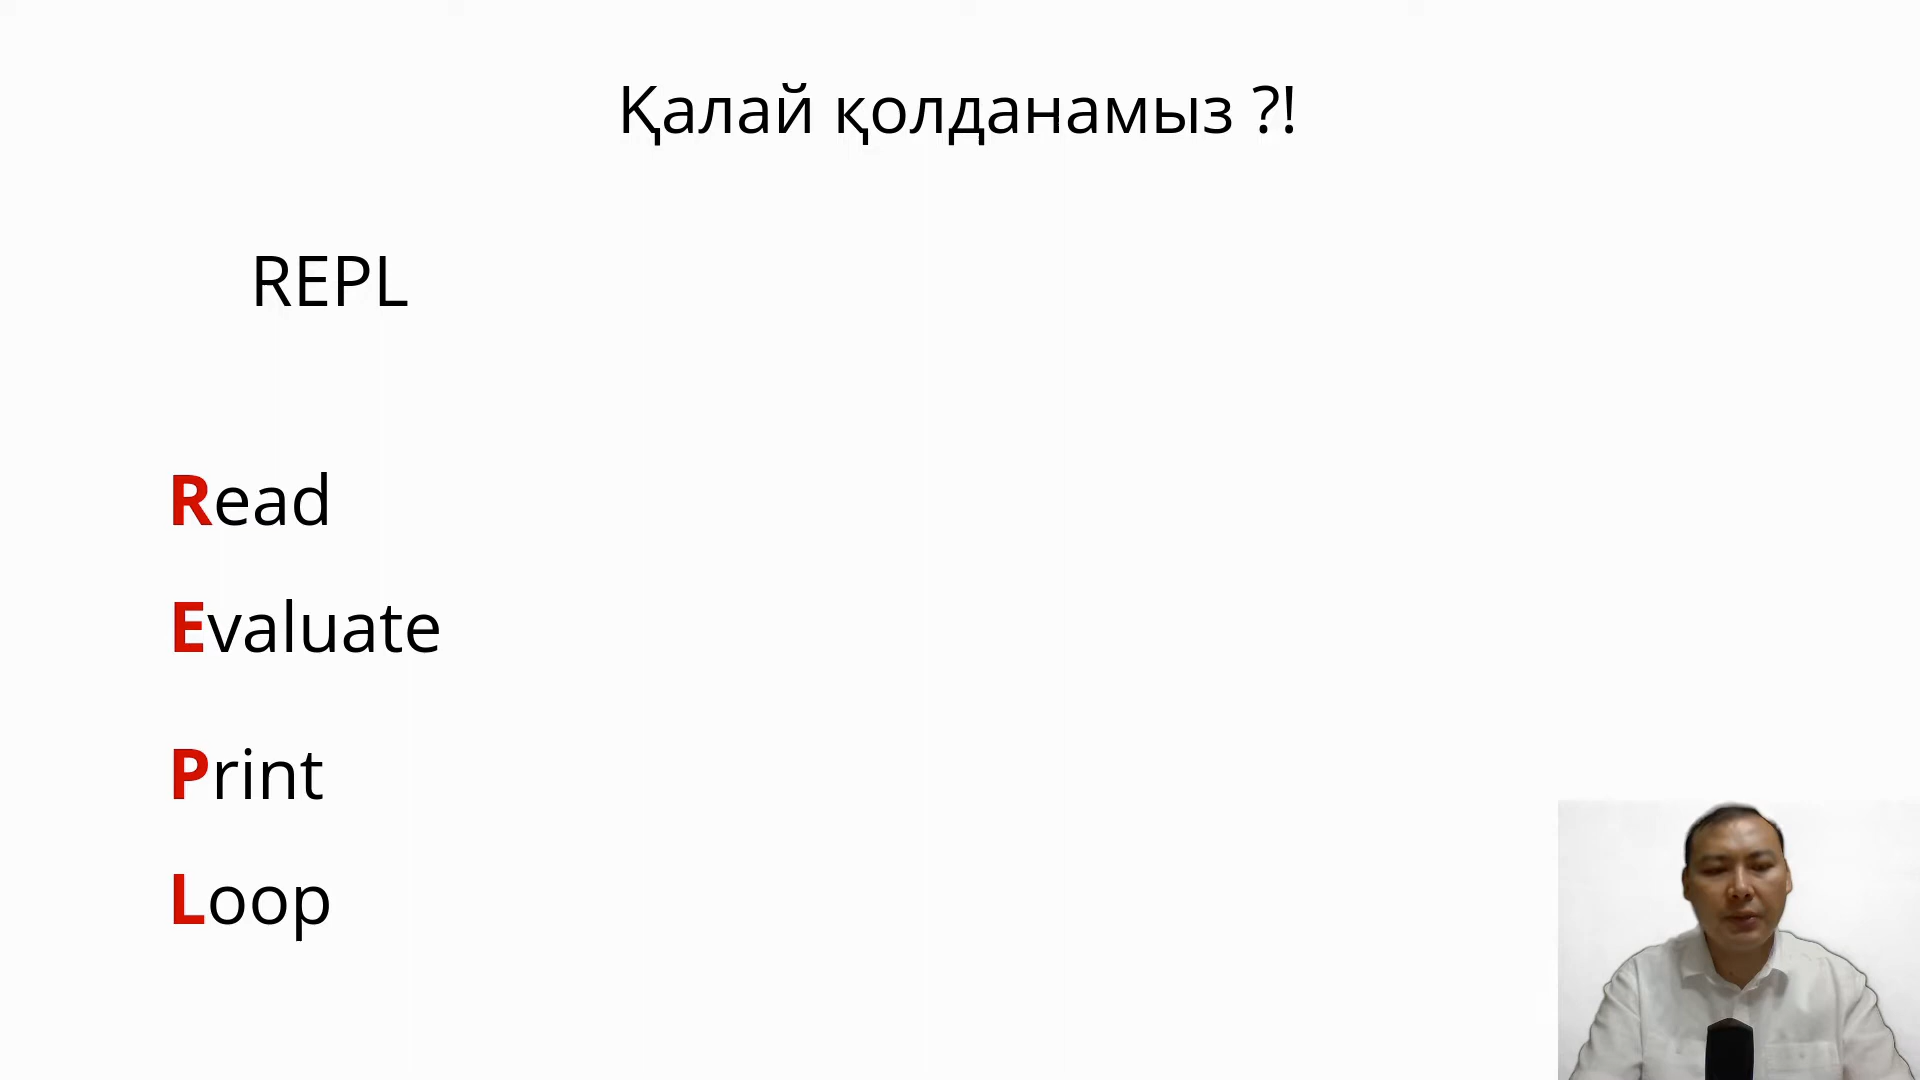 Қалай қолданамыз ?!
REPL
Read
Evaluate
Print
Loop